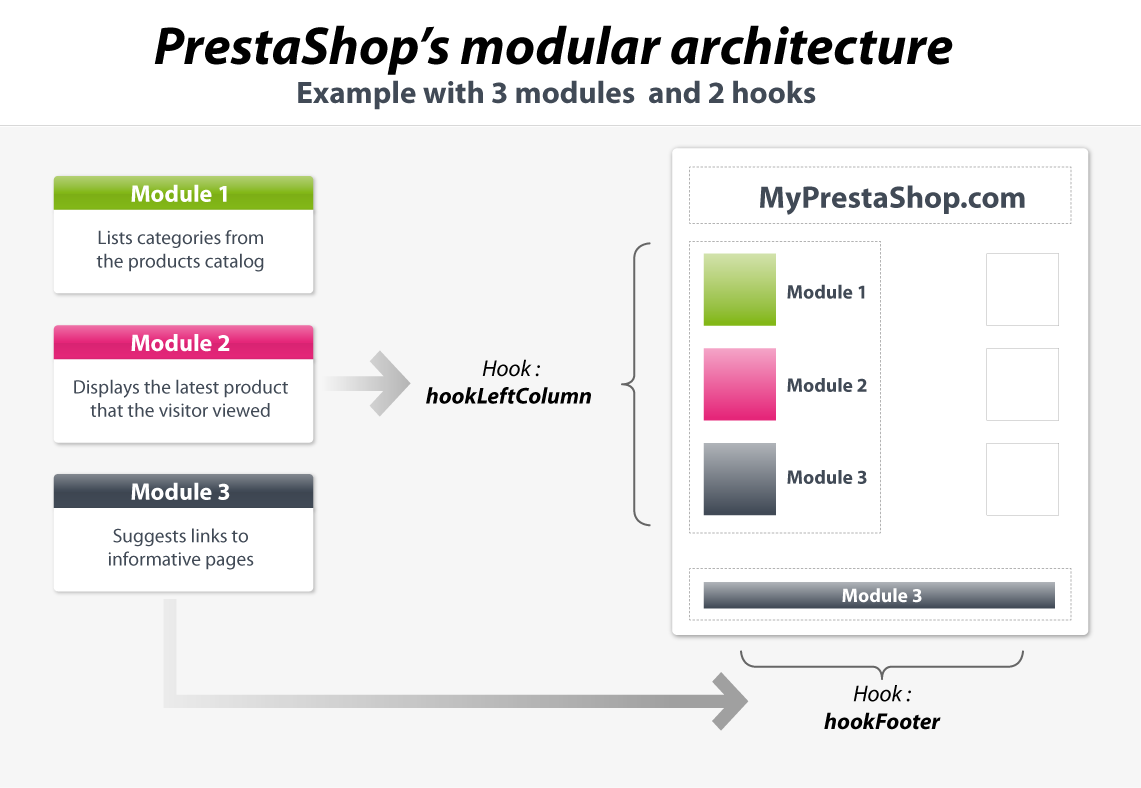 PrestaShop’s modular architecture
Example with 3 modules and 2 hooks
Module 1
Lists categories from
the products catalog
Module 2
Displays the latest product
that the visitor viewed
Module 3
Suggests links to
informative pages
Hook :
hookLeftColumn
MyPrestaShop.com
Module 1
Module 2
Module 3
Module 3
Hook :
hookFooter